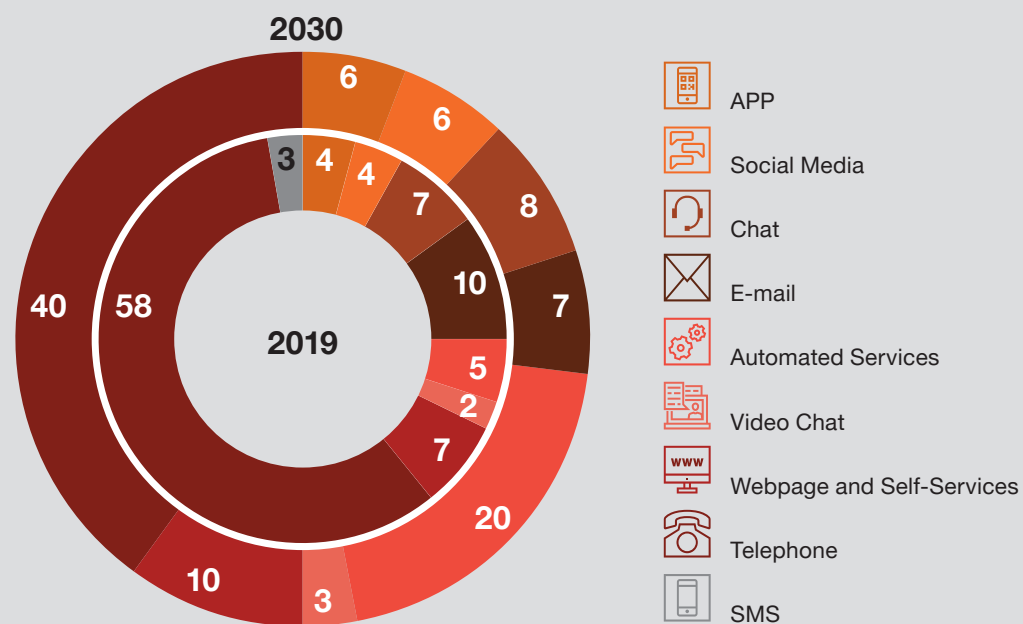 2030
6
6
8
7
20
3
10
40
3
4
4
7
10
5
2
7
58
2019
APP
Social Media
Chat
E-mail
Automated Services
Video Chat
www
Webpage and Self-Services
Telephone
SMS